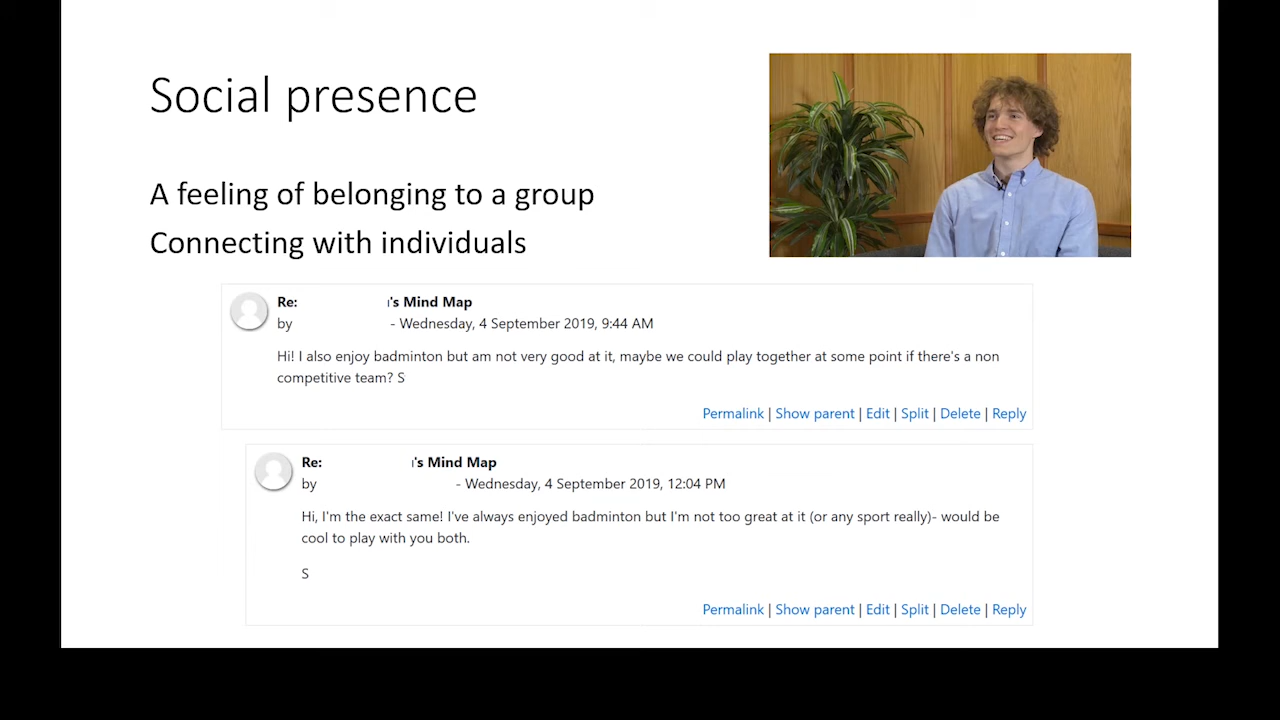 Social presence
A feeling of belonging to a group
Connecting with individuals
Re: 's Mind Map
by - Wednesday, 4 September 2019, 9:44 AM
Hi! I also enjoy badminton but am not very good at it, maybe we could play together at some point if there's a non
competitive team? S
Permalink | Show parent | Edit | Split | Delete | Reply
Re: 's Mind Map
by - Wednesday, 4 September 2019, 12:04 PM
Hi, I'm the exact same! I've always enjoyed badminton but I'm not too great at it (or any sport really)- would be
cool to play with you both.
S
Permalink | Show parent | Edit | Split | Delete | Reply